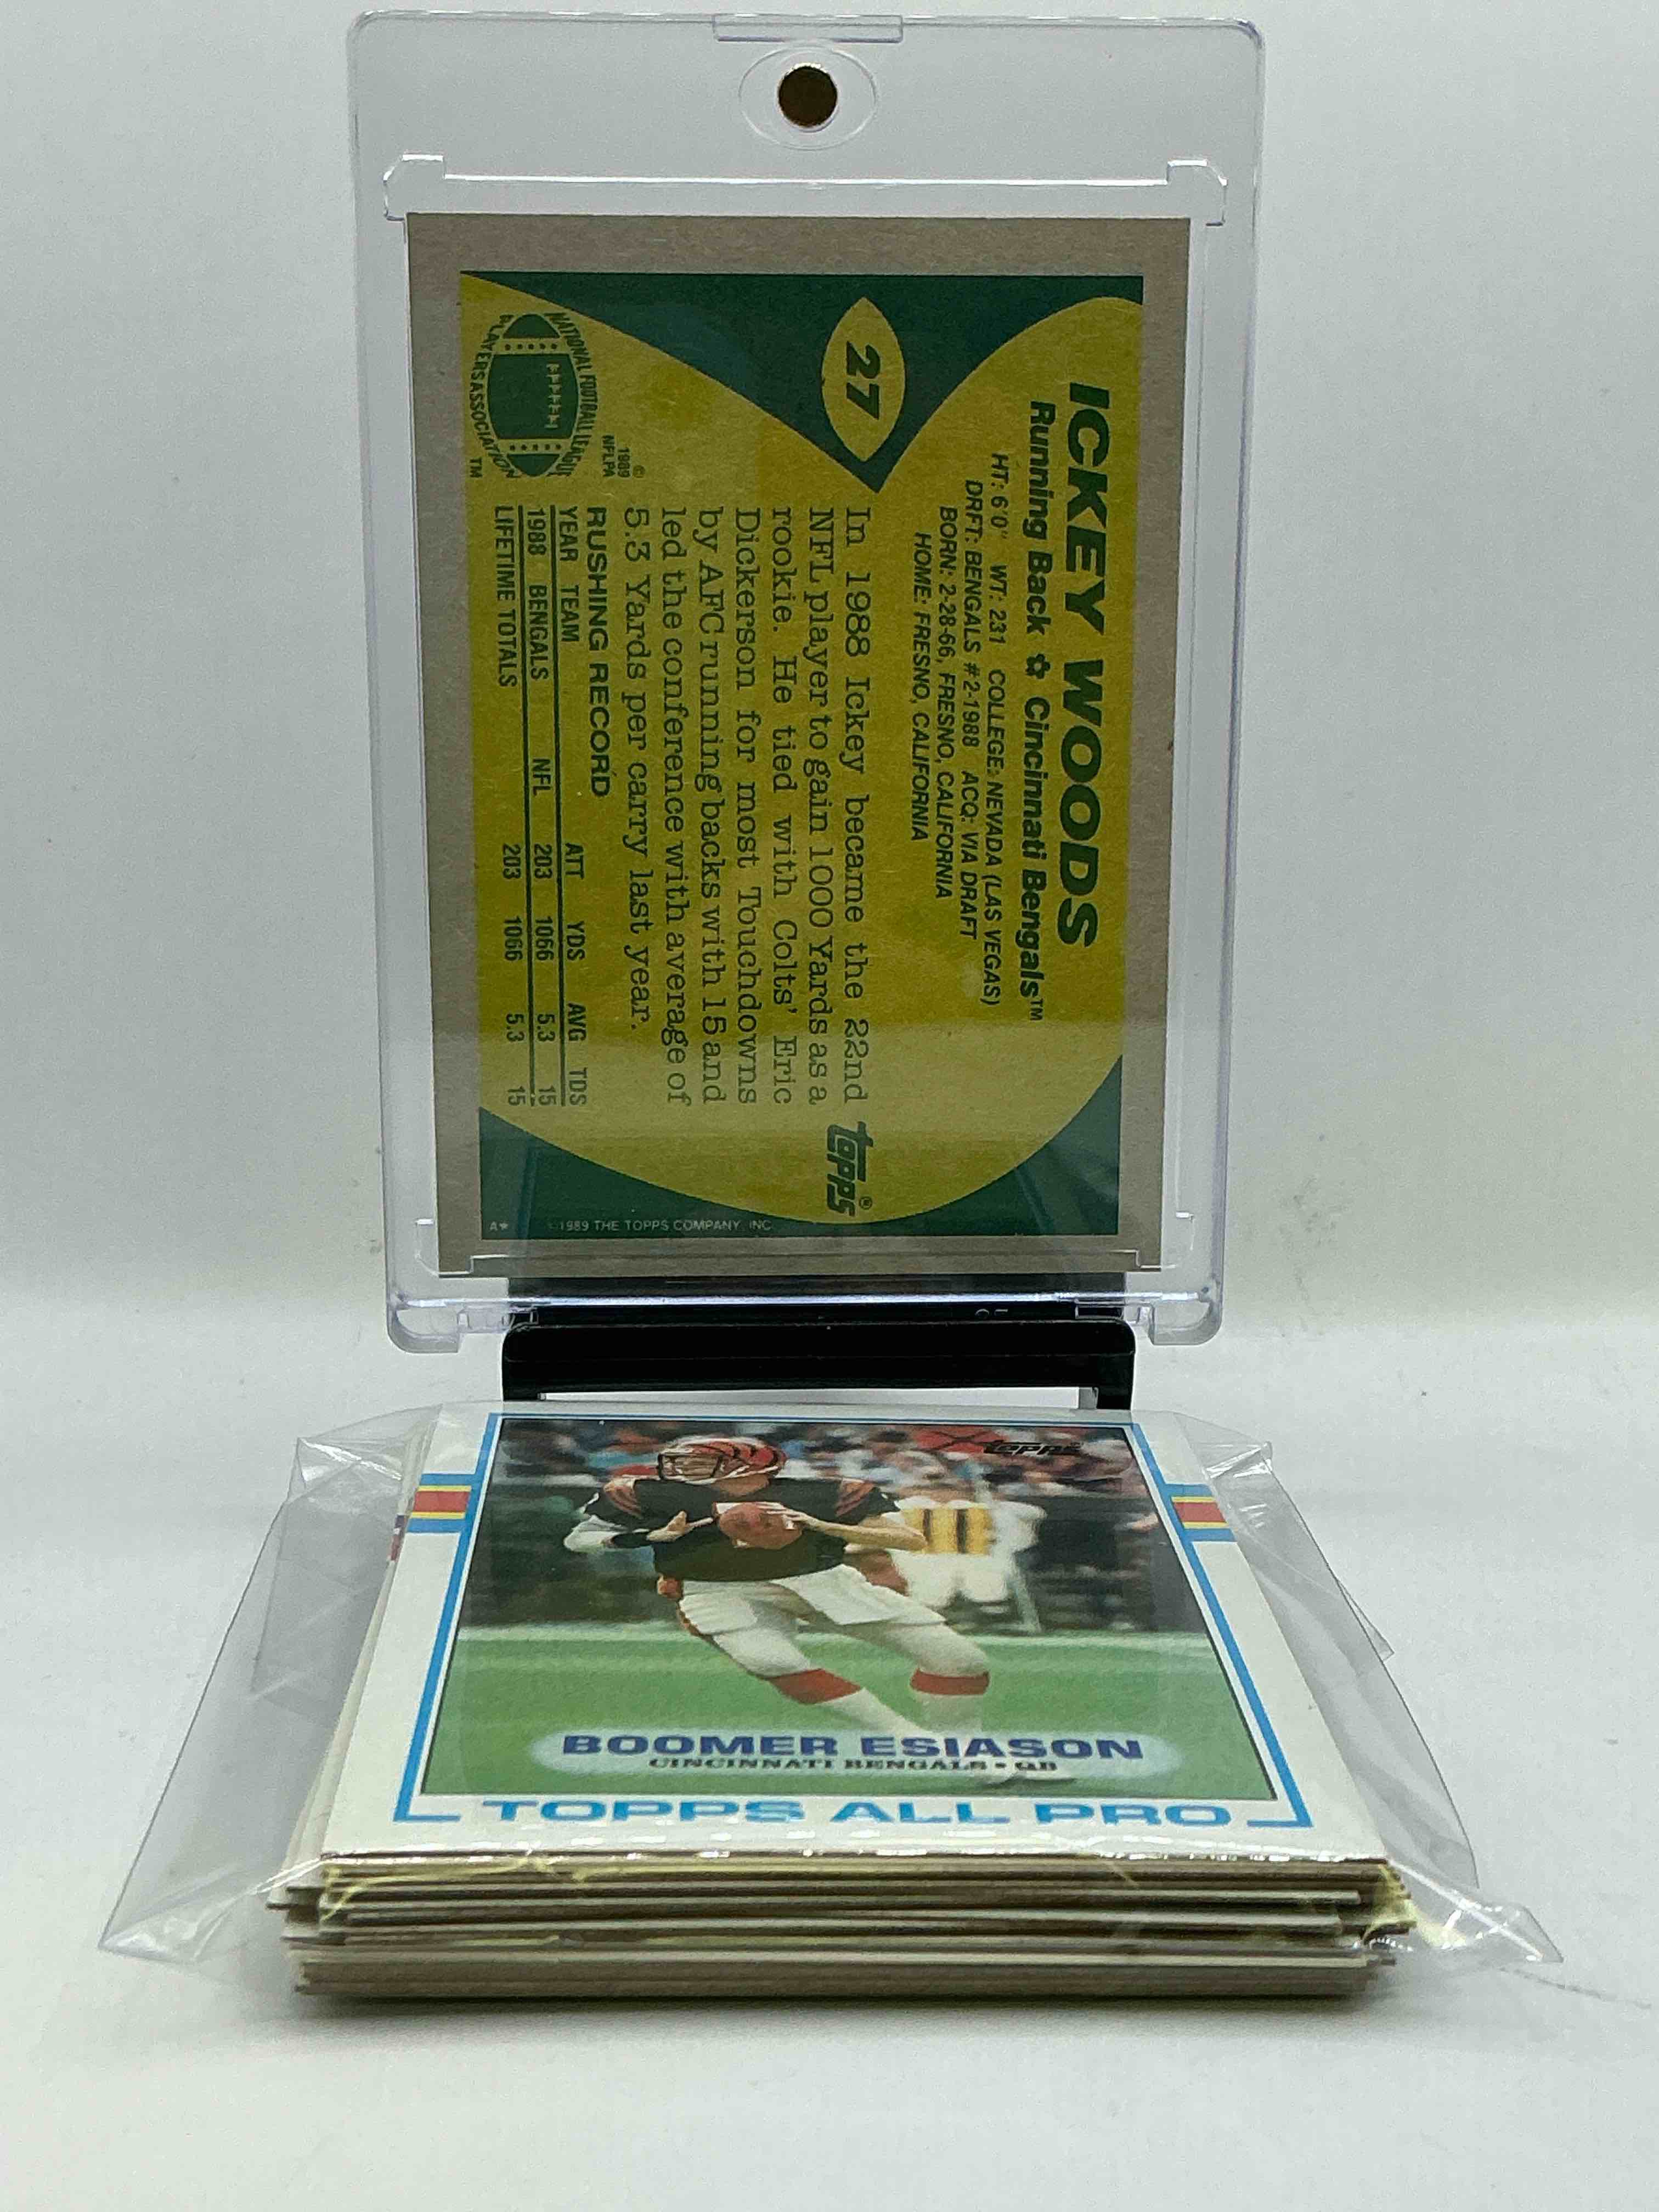 27
ICKEY WOODS
Running Back ✿ Cincinnati Bengals™
HT: 6'0" WT: 231 COLLEGE: NEVADA (LAS VEGAS)
DRFT: BENGALS #2-1988 ACQ: VIA DRAFT
BORN: 2-28-66, FRESNO, CALIFORNIA
HOME: FRESNO, CALIFORNIA
In 1988 Ickey became the 22nd
NFL player to gain 1000 Yards as a
rookie. He tied with Colts' Eric
Dickerson for most Touchdowns
by AFC running backs with 15 and
led the conference with average of
5.3 Yards per carry last year.
topps®
RUSHING RECORD
YEAR TEAM ATT YDS AVG TDS
1988 BENGALS NFL 203 1066 5.3 15
LIFETIME TOTALS 203 1066 5.3 15
NATIONAL FOOTBALL LEAGUE
PLAYERS ASSOCIATION
TM
©
1989
NFLPA
A* ©1989 THE TOPPS COMPANY, INC.
topps
BOOMER ESIASON
CINCINNATI BENGALS • QB
TOPPS ALL PRO